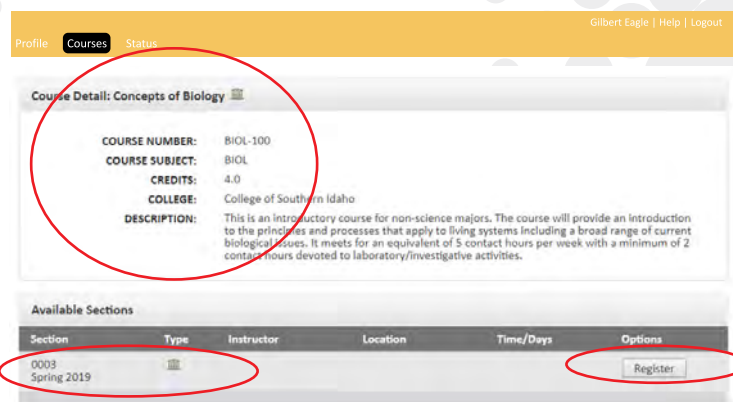 Gilbert Eagle | Help | Logout
Profile Courses Status
Course Detail: Concepts of Biology
COURSE NUMBER: BIOL-100
COURSE SUBJECT: BIOL
CREDITS: 4.0
COLLEGE: College of Southern Idaho
DESCRIPTION: This is an introductory course for non-science majors. The course will provide an introduction
to the principles and processes that apply to living systems including a broad range of current
biological issues. It meets for an equivalent of 5 contact hours per week with a minimum of 2
contact hours devoted to laboratory/investigative activities.
Available Sections
Section Type Instructor Location Time/Days Options
0003 Register
Spring 2019